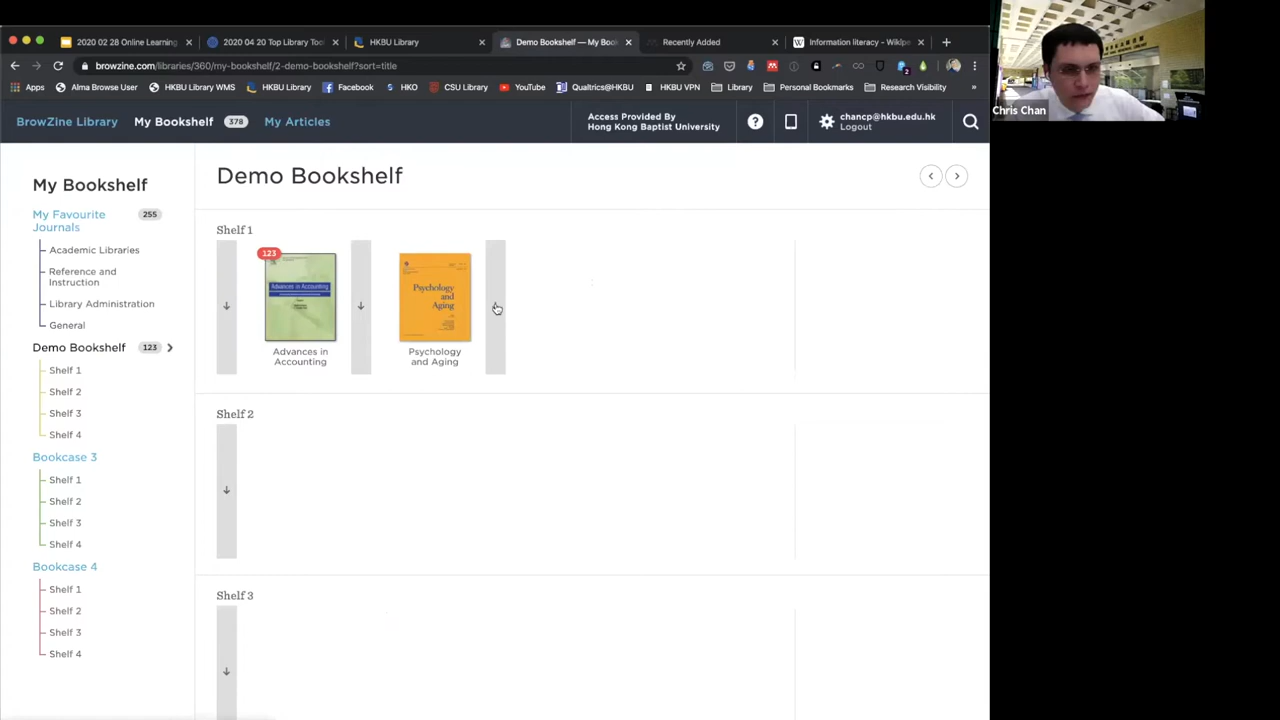 2020 02 28 Online Learning
2020 04 20 Top Library Too
HKBU Library
Demo Bookshelf — My Boo
Recently Added
Information literacy - Wikipe
browzine.com/libraries/360/my-bookshelf/2-demo
bookshelf?sort=title
Apps
Alma Browse User
HKBU Library WMS
HKBU Library
Facebook
HKO
CSU Library
YouTube
Qualtrics@HKBU
HKBU VPN
Library
Personal Bookmarks
Research Visibility
BrowZine Library
My Bookshelf 378
My Articles
Access Provided By
Hong Kong Baptist University
chancp@hkbu.edu.hk
Logout
Chris Chan
My Bookshelf
My Favourite
Journals
255
Academic Libraries
Reference and
Instruction
Library Administration
General
Demo Bookshelf 123
Shelf 1
Shelf 2
Shelf 3
Shelf 4
Bookcase 3
Shelf 1
Shelf 2
Shelf 3
Shelf 4
Bookcase 4
Shelf 1
Shelf 2
Shelf 3
Shelf 4
Demo Bookshelf
Shelf 1
123
Advances in Accounting
Advances in
Accounting
Psychology
and
Aging
Psychology
and Aging
Shelf 2
Shelf 3